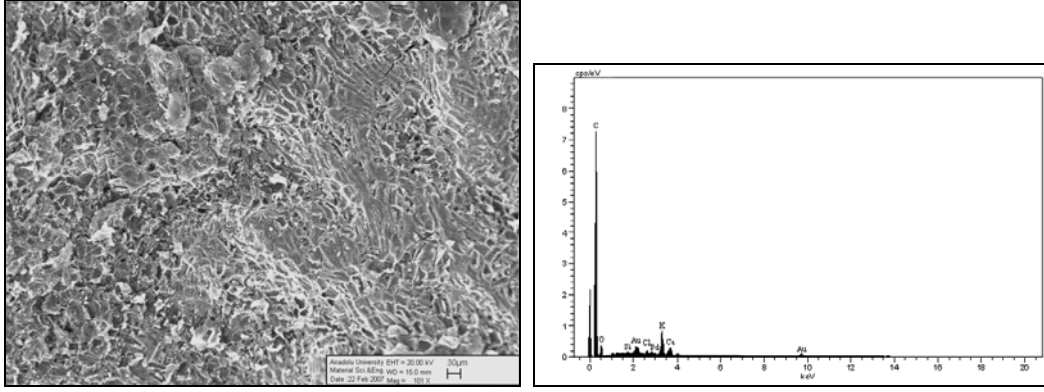 Anadolu University EHT = 20.00 kV 30µm
Material Sci &Eng. WD = 15.0 mm
Date :22 Feb 2007 Mag = 101 X
cps/eV
8
7
6
5
4
3
2
1
0
C
O
Si
Au
Cl
Pd
K
Ca
Au
0 2 4 6 8 10 12 14 16 18 20
keV